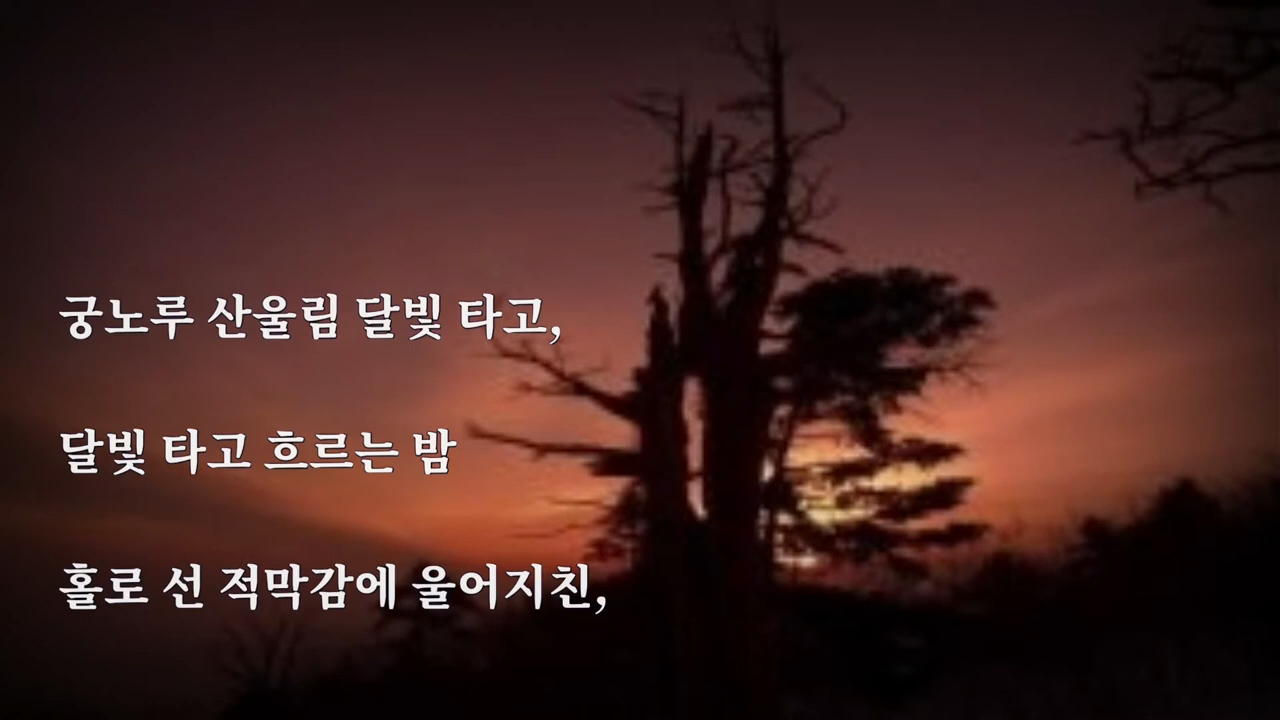 궁노루 산울림 달빛 타고,
달빛 타고 흐르는 밤
홀로 선 적막감에 울어지친,